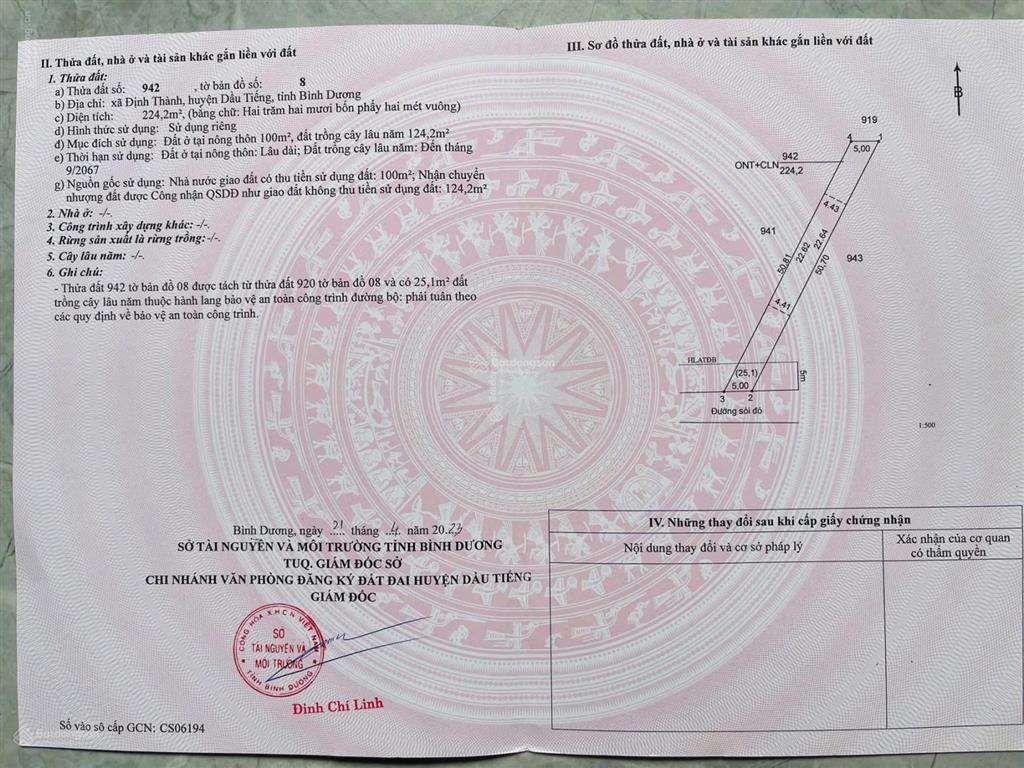 II. Thửa đất, nhà ở và tài sản khác gắn liền với đất
1. Thửa đất:
a) Thửa đất số: 942 , tờ bản đồ số: 8
b) Địa chỉ: xã Định Thành, huyện Dầu Tiếng, tỉnh Bình Dương
c) Diện tích: 224,2m², (bằng chữ: Hai trăm hai mươi bốn phẩy hai mét vuông)
d) Hình thức sử dụng: Sử dụng riêng
đ) Mục đích sử dụng: Đất ở tại nông thôn 100m², đất trồng cây lâu năm 124,2m²
e) Thời hạn sử dụng: Đất ở tại nông thôn: Lâu dài; Đất trồng cây lâu năm: Đến tháng
9/2067
g) Nguồn gốc sử dụng: Nhà nước giao đất có thu tiền sử dụng đất: 100m²; Nhận chuyển
nhượng đất được Công nhận QSDĐ như giao đất không thu tiền sử dụng đất: 124,2m²
2. Nhà ở: -/-.
3. Công trình xây dựng khác: -/-.
4. Rừng sản xuất là rừng trồng:-/-.
5. Cây lâu năm: -/-.
6. Ghi chú:
- Thửa đất 942 tờ bản đồ 08 được tách từ thửa đất 920 tờ bản đồ 08 và có 25,1m² đất
trồng cây lâu năm thuộc hành lang bảo vệ an toàn công trình đường bộ: phải tuân theo
các quy định về bảo vệ an toàn công trình.
Bình Dương, ngày 21 tháng 4 năm 2023
SỞ TÀI NGUYÊN VÀ MÔI TRƯỜNG TỈNH BÌNH DƯƠNG
TUQ. GIÁM ĐỐC SỞ
CHI NHÁNH VĂN PHÒNG ĐĂNG KÝ ĐẤT ĐAI HUYỆN DẦU TIẾNG
GIÁM ĐỐC
CỘNG HÒA X.H.C.N VIỆT NAM
SỞ
TÀI NGUYÊN VÀ
MÔI TRƯỜNG
TỈNH BÌNH DƯƠNG
Đinh Chí Linh
Số vào sổ cấp GCN: CS06194
III. Sơ đồ thửa đất, nhà ở và tài sản khác gắn liền với đất
B
919
4 1
5,00
ONT+CLN 942
224,2
4.43
941
50,81
22.62
22.64
50,70
943
4.41
HLATĐB
(25,1)
5m
5,00
3 2
Đường sỏi đỏ
1:500
IV. Những thay đổi sau khi cấp giấy chứng nhận
Nội dung thay đổi và cơ sở pháp lý
Xác nhận của cơ quan
có thẩm quyền
Batdongsan